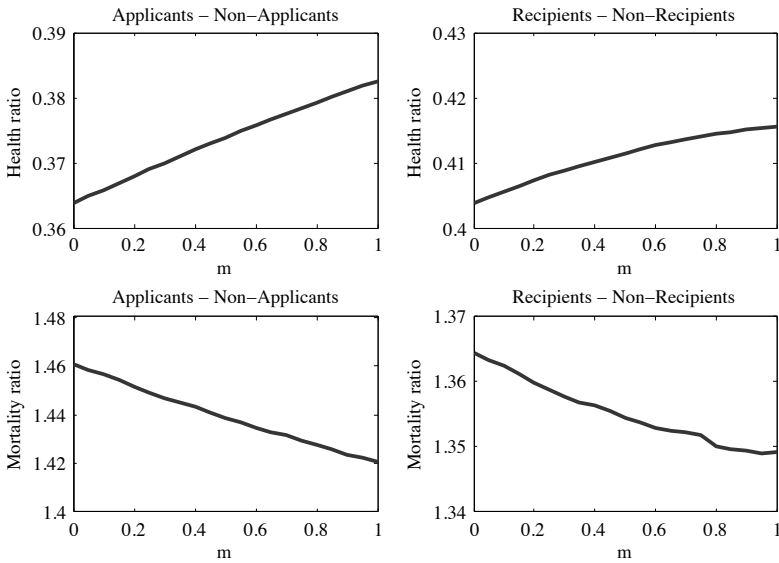 Applicants – Non–Applicants
0.39
0.38
0.37
0.36
Health ratio
0 0.2 0.4 0.6 0.8 1
m
Recipients – Non–Recipients
0.43
0.42
0.41
0.4
Health ratio
0 0.2 0.4 0.6 0.8 1
m
Applicants – Non–Applicants
1.48
1.46
1.44
1.42
1.4
Mortality ratio
0 0.2 0.4 0.6 0.8 1
m
Recipients – Non–Recipients
1.37
1.36
1.35
1.34
Mortality ratio
0 0.2 0.4 0.6 0.8 1
m